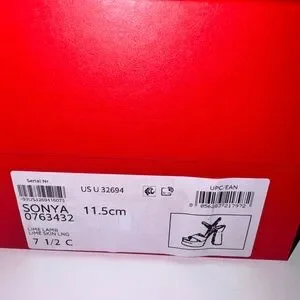 Serial Nr
US U 32694
UPC/EAN
SONYA
0763432
11.5cm
LIME LAMB
LIME SKIN LNG
7 1/2 C